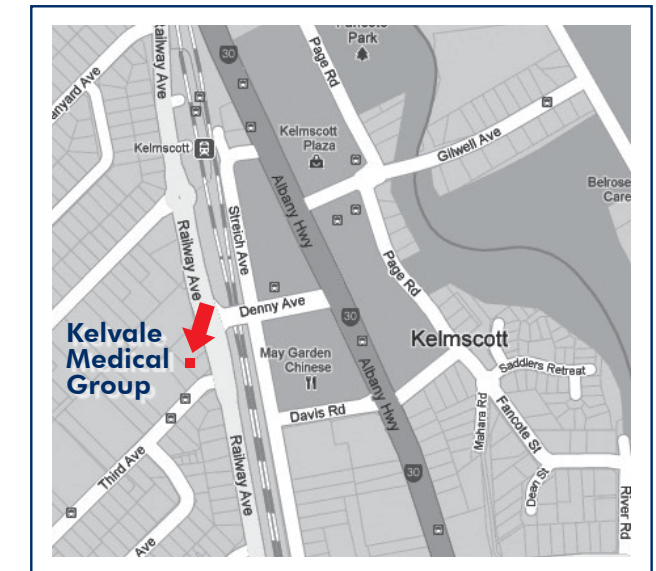 Fancote
Park
Railway Ave
30
Page Rd
anyard Ave
Kelmscott
Kelmscott
Plaza
Gilwell Ave
Belrose
Care
Albany Hwy
Streich Ave
Railway Ave
Page Rd
Denny Ave
30
Kelvale
Medical
Group
May Garden
Chinese
Kelmscott
Saddlers Retreat
Albany Hwy
Davis Rd
Mahara Rd
Fancote St
Third Ave
Railway Ave
30
Dean St
River Rd
Ave